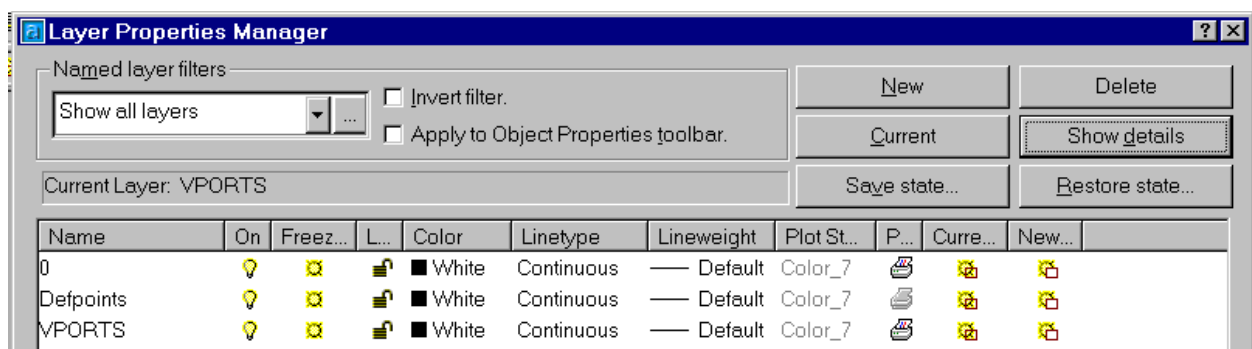 Layer Properties Manager
Named layer filters
Show all layers
...
Invert filter.
Apply to Object Properties toolbar.
New
Delete
Current
Show details
Current Layer: VPORTS
Save state...
Restore state...
Name On Freez... L... Color Linetype Lineweight Plot St... P... Curre... New...
0 White Continuous Default Color_7
Defpoints White Continuous Default Color_7
VPORTS White Continuous Default Color_7